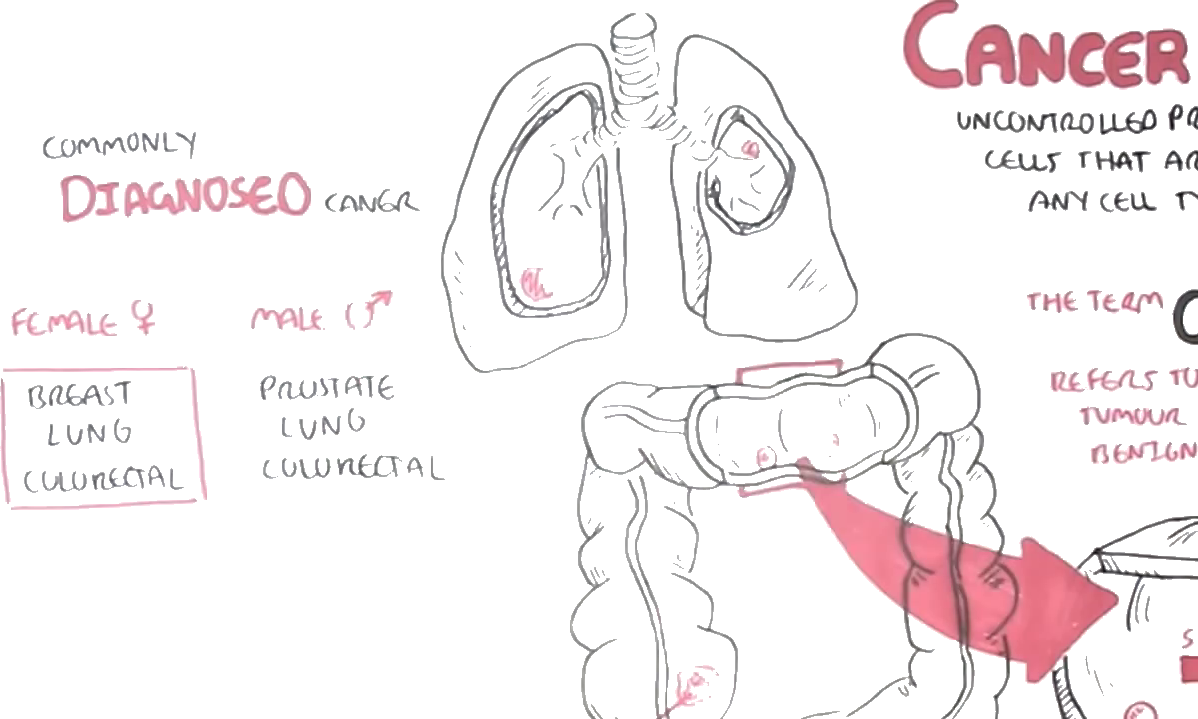 COMMONLY
DIAGNOSED CANCER
FEMALE ♀
BREAST
LUNG
COLORECTAL
MALE ♂
PROSTATE
LUNG
COLORECTAL
CANCER
UNCONTROLLED PR
CELLS THAT AR
ANY CELL T
THE TERM
REFERS TO
TUMOUR
BENIGN
S